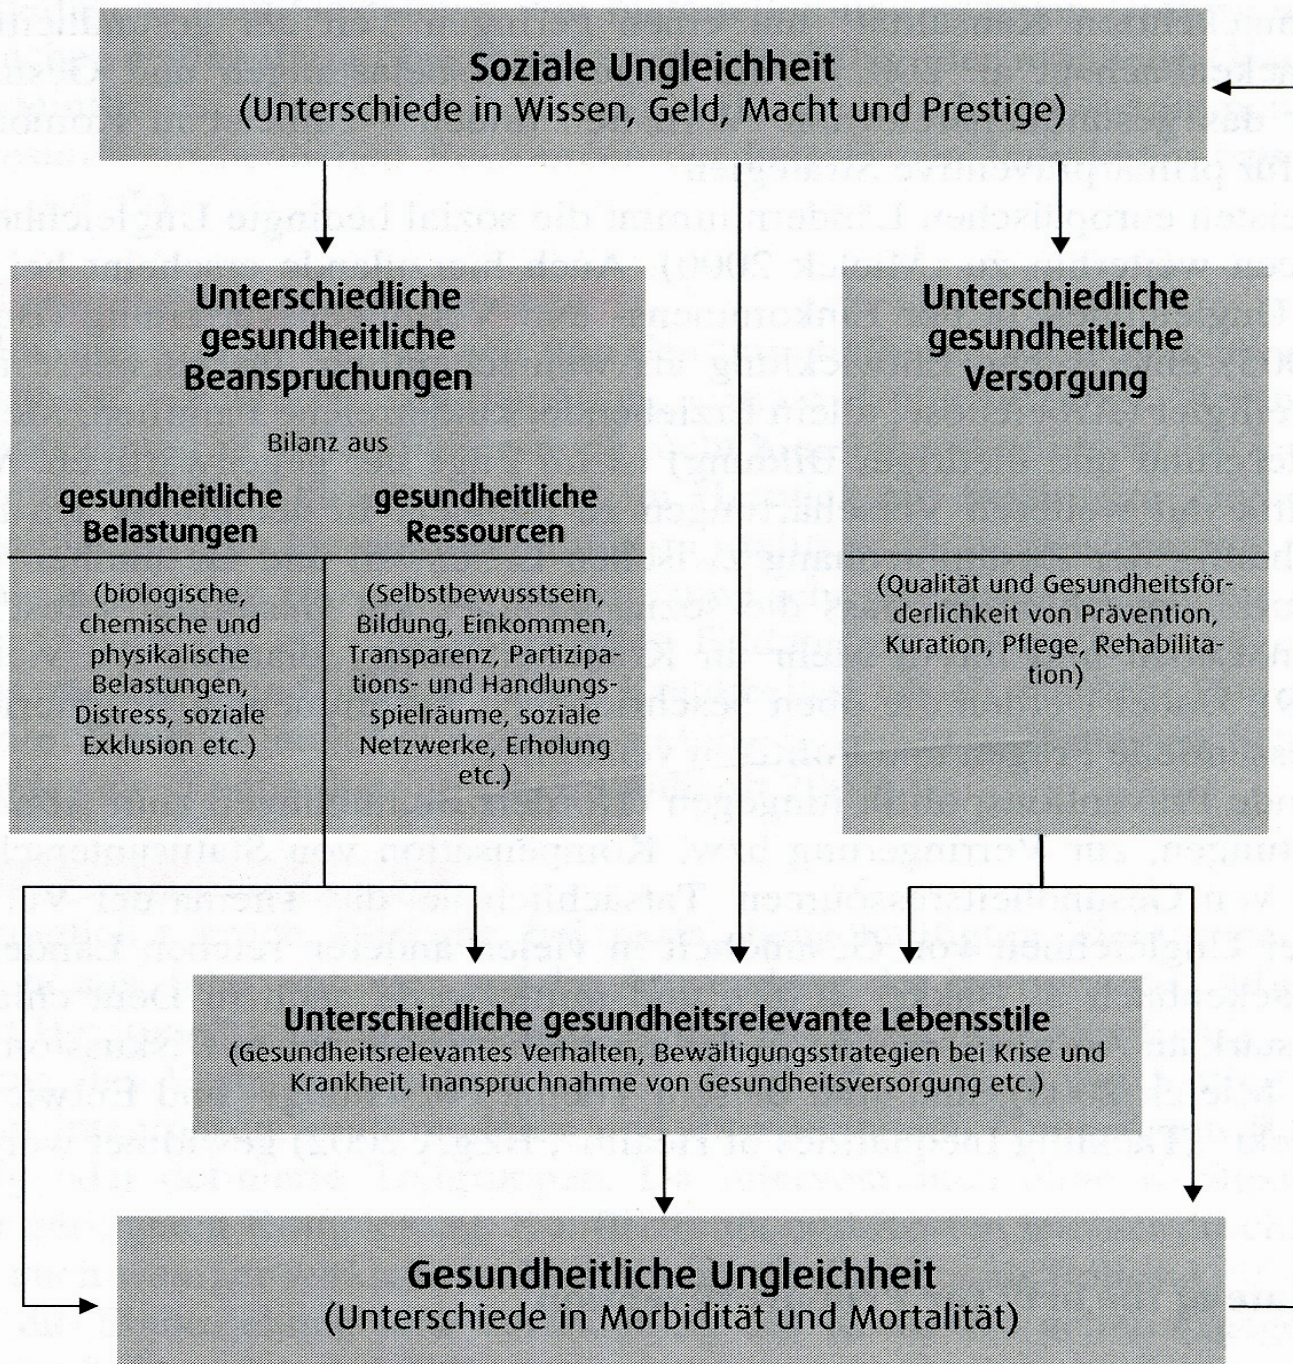 Soziale Ungleichheit
(Unterschiede in Wissen, Geld, Macht und Prestige)
Unterschiedliche
gesundheitliche
Beanspruchungen
Bilanz aus
gesundheitliche
Belastungen
(biologische,
chemische und
physikalische
Belastungen,
Distress, soziale
Exklusion etc.)
gesundheitliche
Ressourcen
(Selbstbewusstsein,
Bildung, Einkommen,
Transparenz, Partizipa-
tions- und Handlungs-
spielräume, soziale
Netzwerke, Erholung
etc.)
Unterschiedliche
gesundheitliche
Versorgung
(Qualität und Gesundheitsför-
derlichkeit von Prävention,
Kuration, Pflege, Rehabilita-
tion)
Unterschiedliche gesundheitsrelevante Lebensstile
(Gesundheitsrelevantes Verhalten, Bewältigungsstrategien bei Krise und
Krankheit, Inanspruchnahme von Gesundheitsversorgung etc.)
Gesundheitliche Ungleichheit
(Unterschiede in Morbidität und Mortalität)